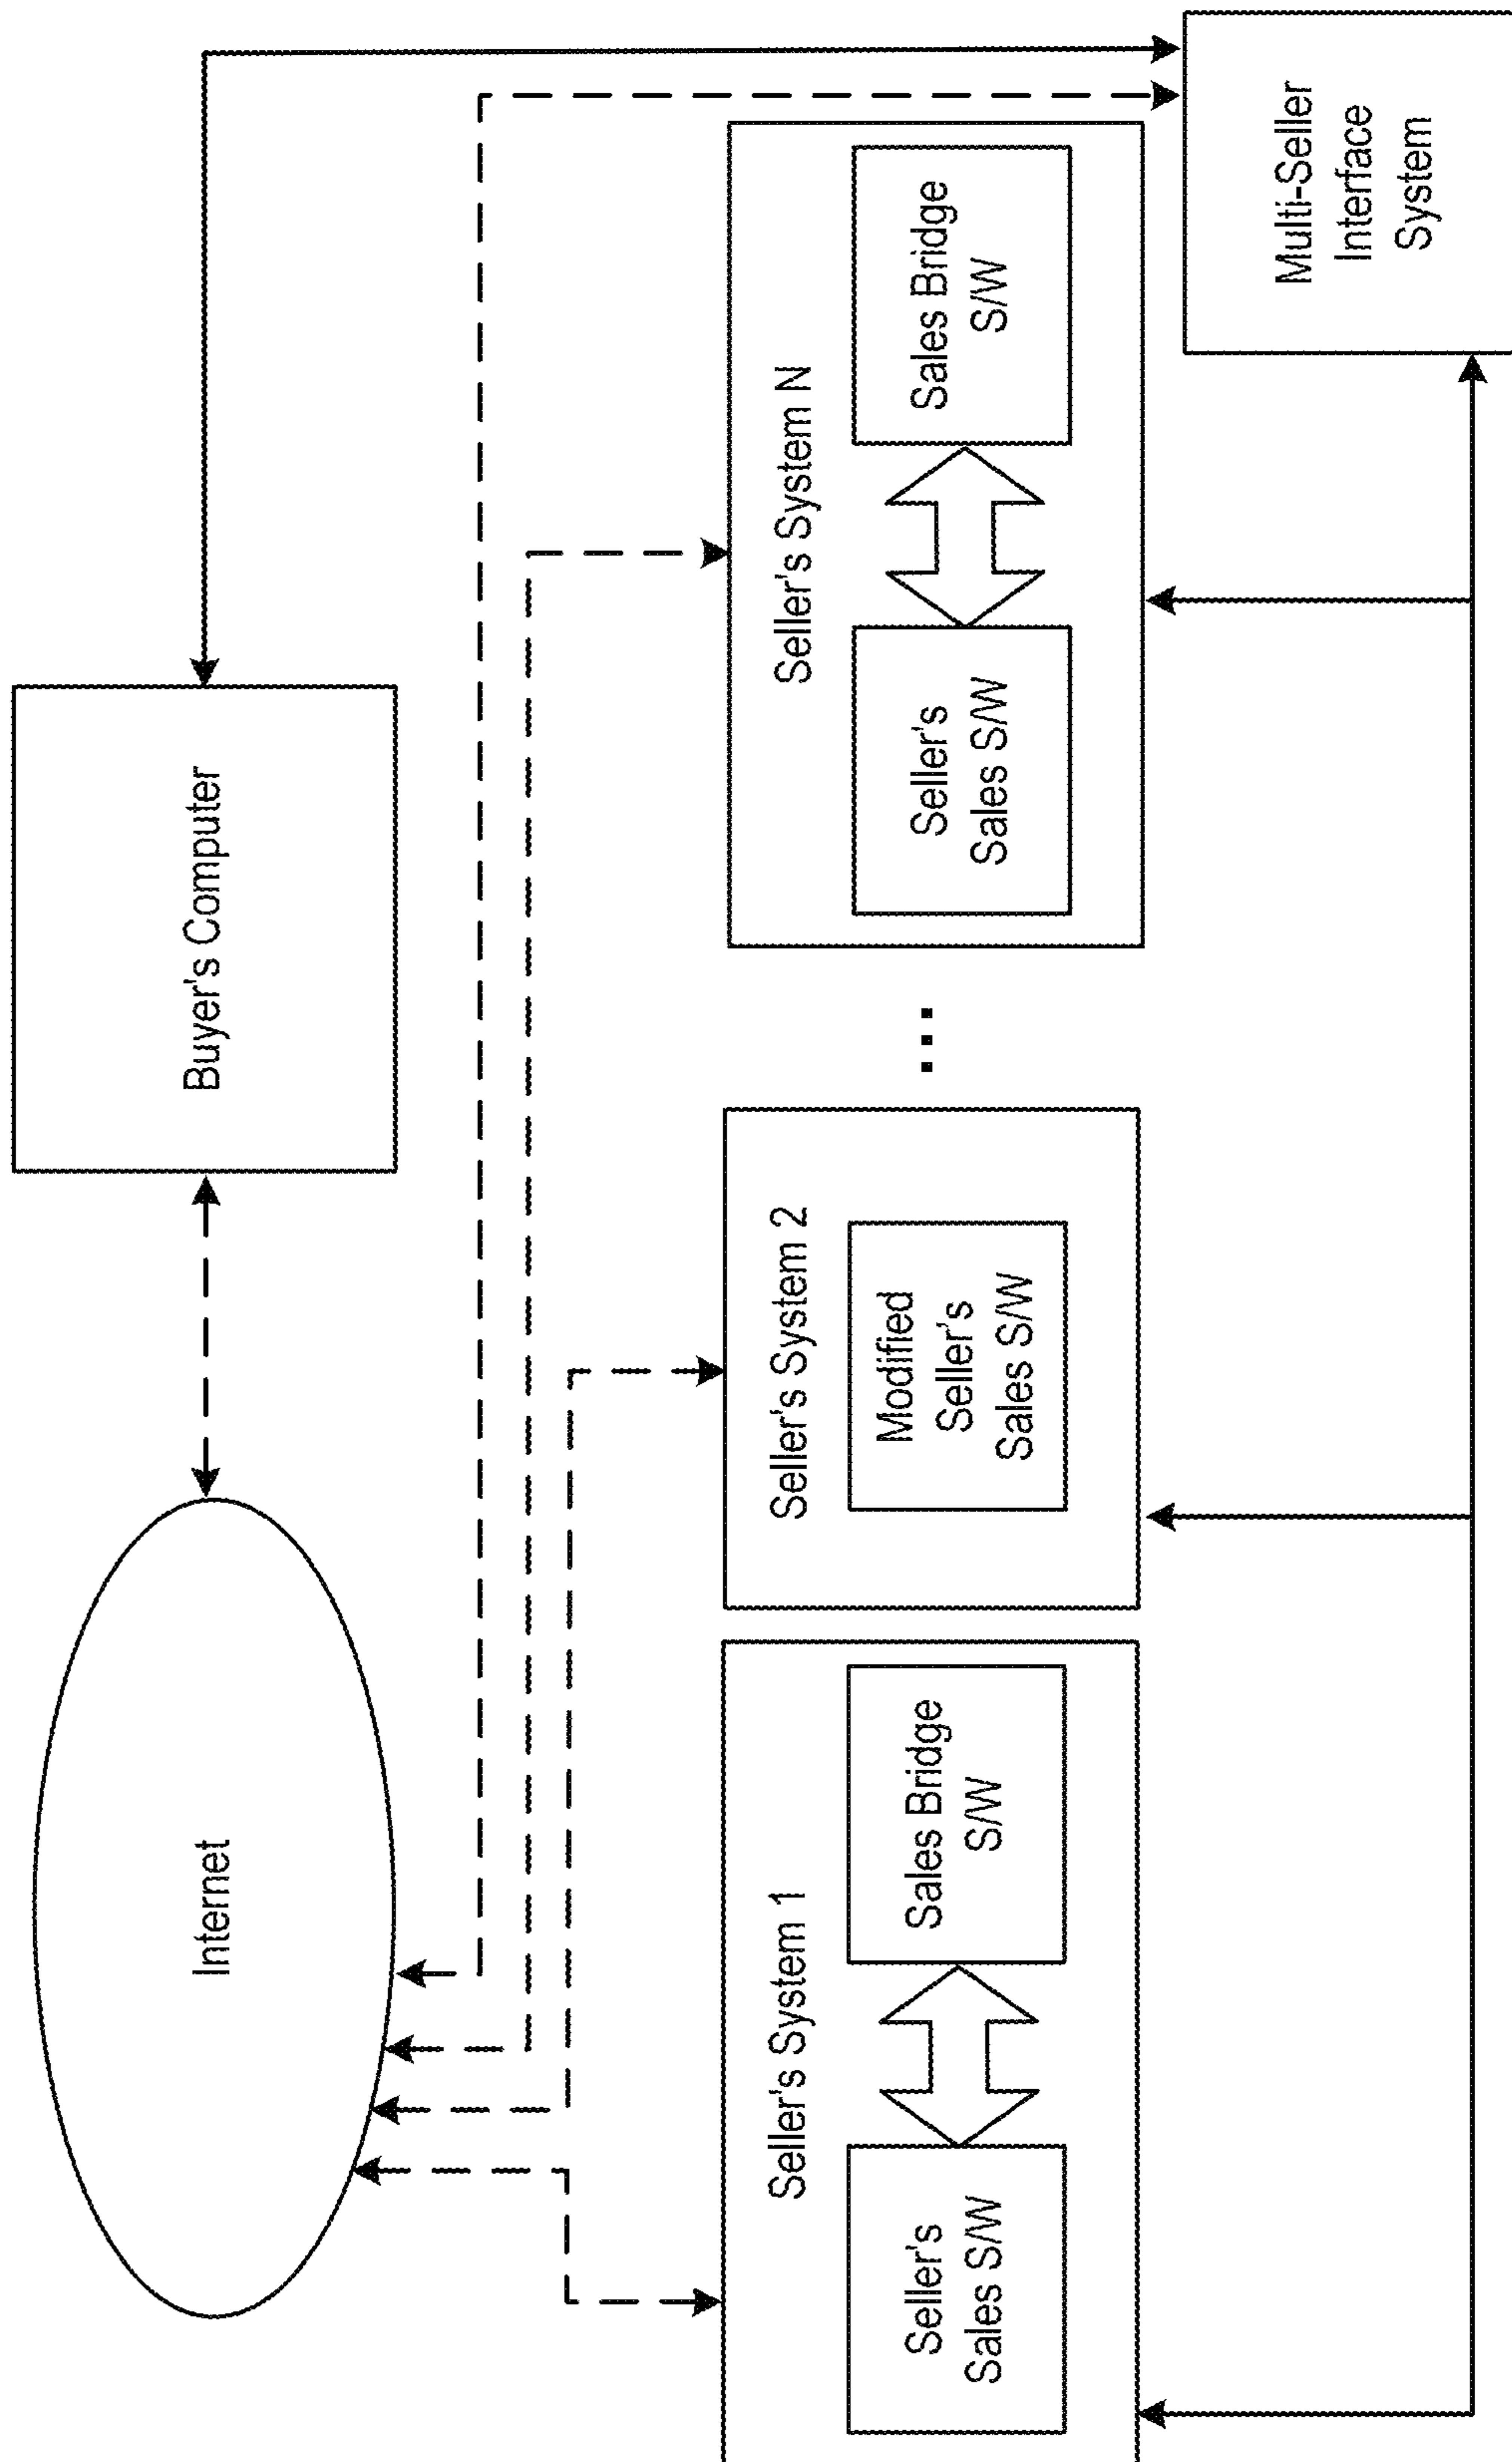 Internet
Buyer's Computer
Seller's System 1
Seller's
Sales S/W
Sales Bridge
S/W
Seller's System 2
Modified
Seller's
Sales S/W
...
Seller's System N
Seller's
Sales S/W
Sales Bridge
S/W
Multi-Seller
Interface
System